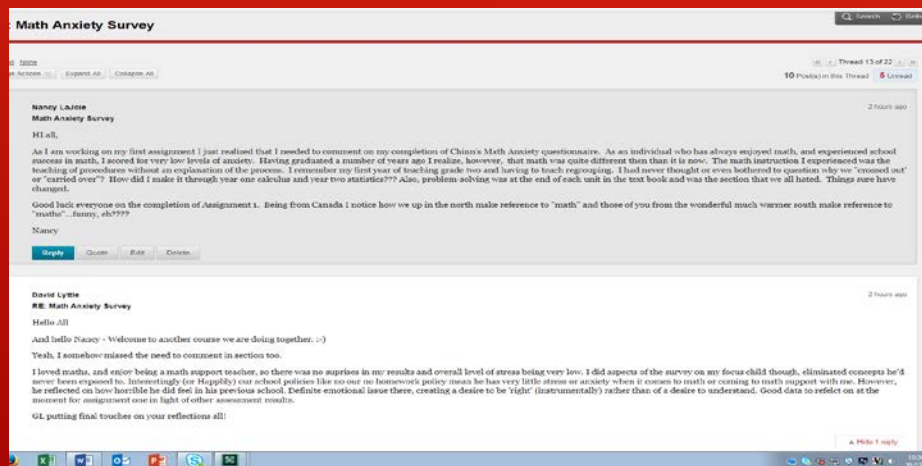 : Math Anxiety Survey
Search
None
Actions Expand All Collapse All
Thread 13 of 22
10 Post(s) in this Thread 5 Unread
Nancy LaJoie 2 hours ago
Math Anxiety Survey
HI all,
As I am working on my first assignment I just realized that I needed to comment on my completion of Chinn's Math Anxiety questionnaire. As an individual who has always enjoyed math, and experienced school
success in math, I scored for very low levels of anxiety. Having graduated a number of years ago I realize, however, that math was quite different then than it is now. The math instruction I experienced was the
teaching of procedures without an explanation of the process. I remember my first year of teaching grade two and having to teach regrouping. I had never thought or even bothered to question why we "crossed out"
or "carried over"? How did I make it through year one calculus and year two statistics??? Also, problem-solving was at the end of each unit in the text book and was the section that we all hated. Things sure have
changed.
Good luck everyone on the completion of Assignment 1. Being from Canada I notice how we up in the north make reference to "math" and those of you from the wonderful much warmer south make reference to
"maths"...funny, eh????
Nancy
Reply Quote Edit Delete
David Lyttle 2 hours ago
RE: Math Anxiety Survey
Hello All
And hello Nancy - Welcome to another course we are doing together. :-)
Yeah, I somehow missed the need to comment in section too.
I loved maths, and enjoy being a math support teacher, so there was no suprises in my results and overall level of stress being very low. I did aspects of the survey on my focus child though, eliminated concepts he'd
never been exposed to. Interestingly (or Happily) our school policies like no our no homework policy mean he has very little stress or anxiety when it comes to math or coming to math support with me. However,
he reflected on how horrible he did feel in his previous school. Definite emotional issue there, creating a desire to be 'right' (instrumentally) rather than of a desire to understand. Good data to refelct on at the
moment for assignment one in light of other assessment results.
GL putting final touches on your reflections all!
Hide 1 reply